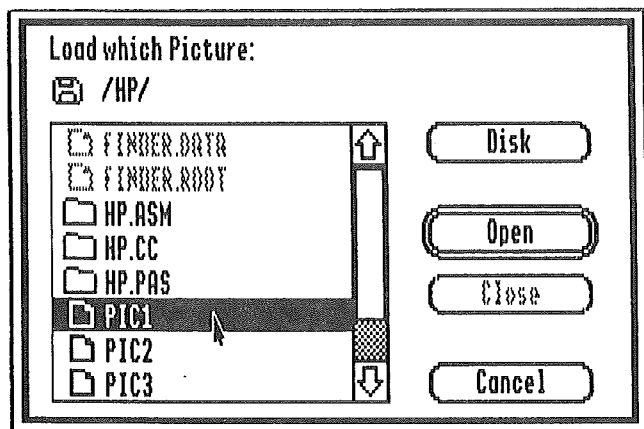 Load which Picture:
/HP/
FINDER.DATA
FINDER.ROOT
HP.ASM
HP.CC
HP.PAS
PIC1
PIC2
PIC3
Disk
Open
Close
Cancel